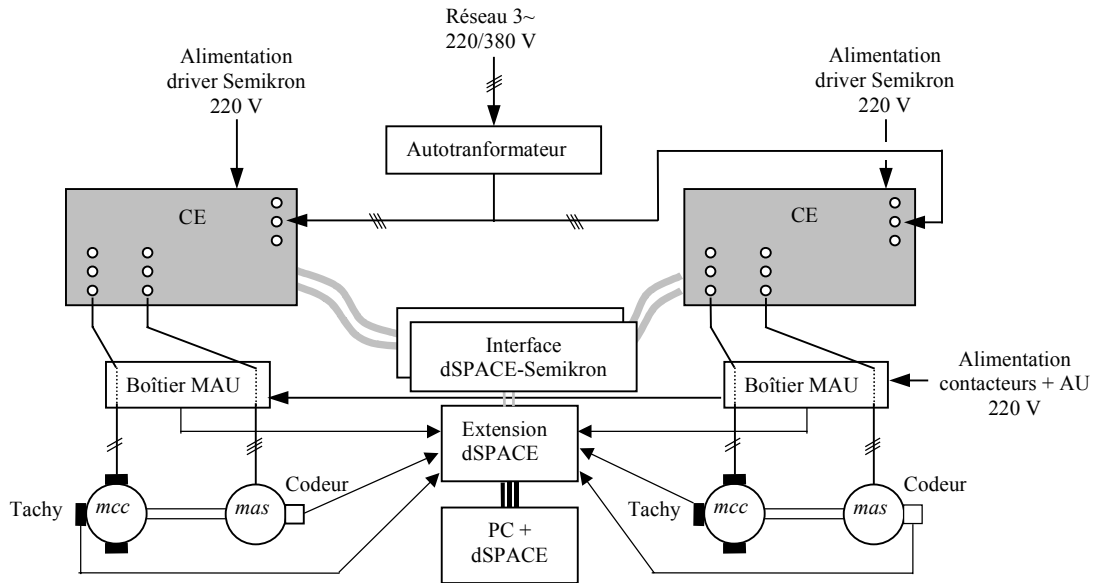 Réseau 3~
220/380 V
Alimentation
driver Semikron
220 V
Alimentation
driver Semikron
220 V
Autotranformateur
CE
CE
Interface
dSPACE-Semikron
Boîtier MAU
Boîtier MAU
Alimentation
contacteurs + AU
220 V
Extension
dSPACE
Codeur
Codeur
Tachy
mcc
mas
Tachy
mcc
mas
PC +
dSPACE